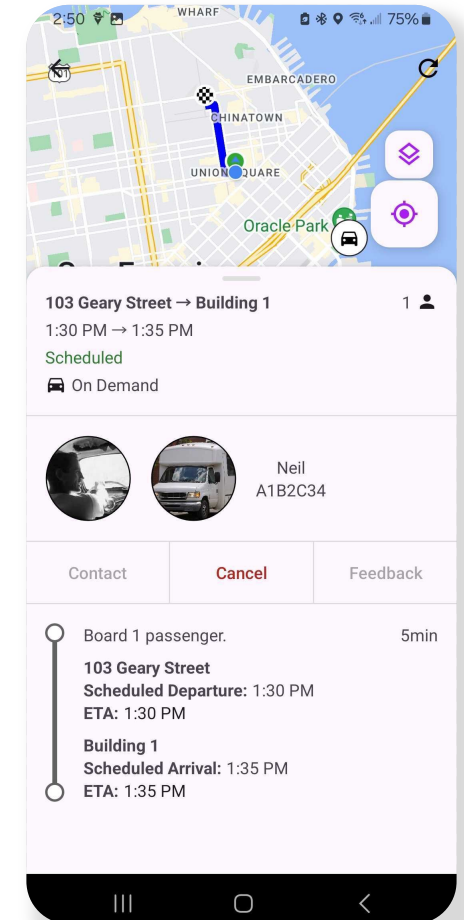 2:50
75%
WHARF
EMBARCADERO
CHINATOWN
Oracle Park
103 Geary Street → Building 1
1
1:30 PM → 1:35 PM
Scheduled
On Demand
Neil
A1B2C34
Contact
Cancel
Feedback
Board 1 passenger.
5min
103 Geary Street
Scheduled Departure: 1:30 PM
ETA: 1:30 PM
Building 1
Scheduled Arrival: 1:35 PM
ETA: 1:35 PM